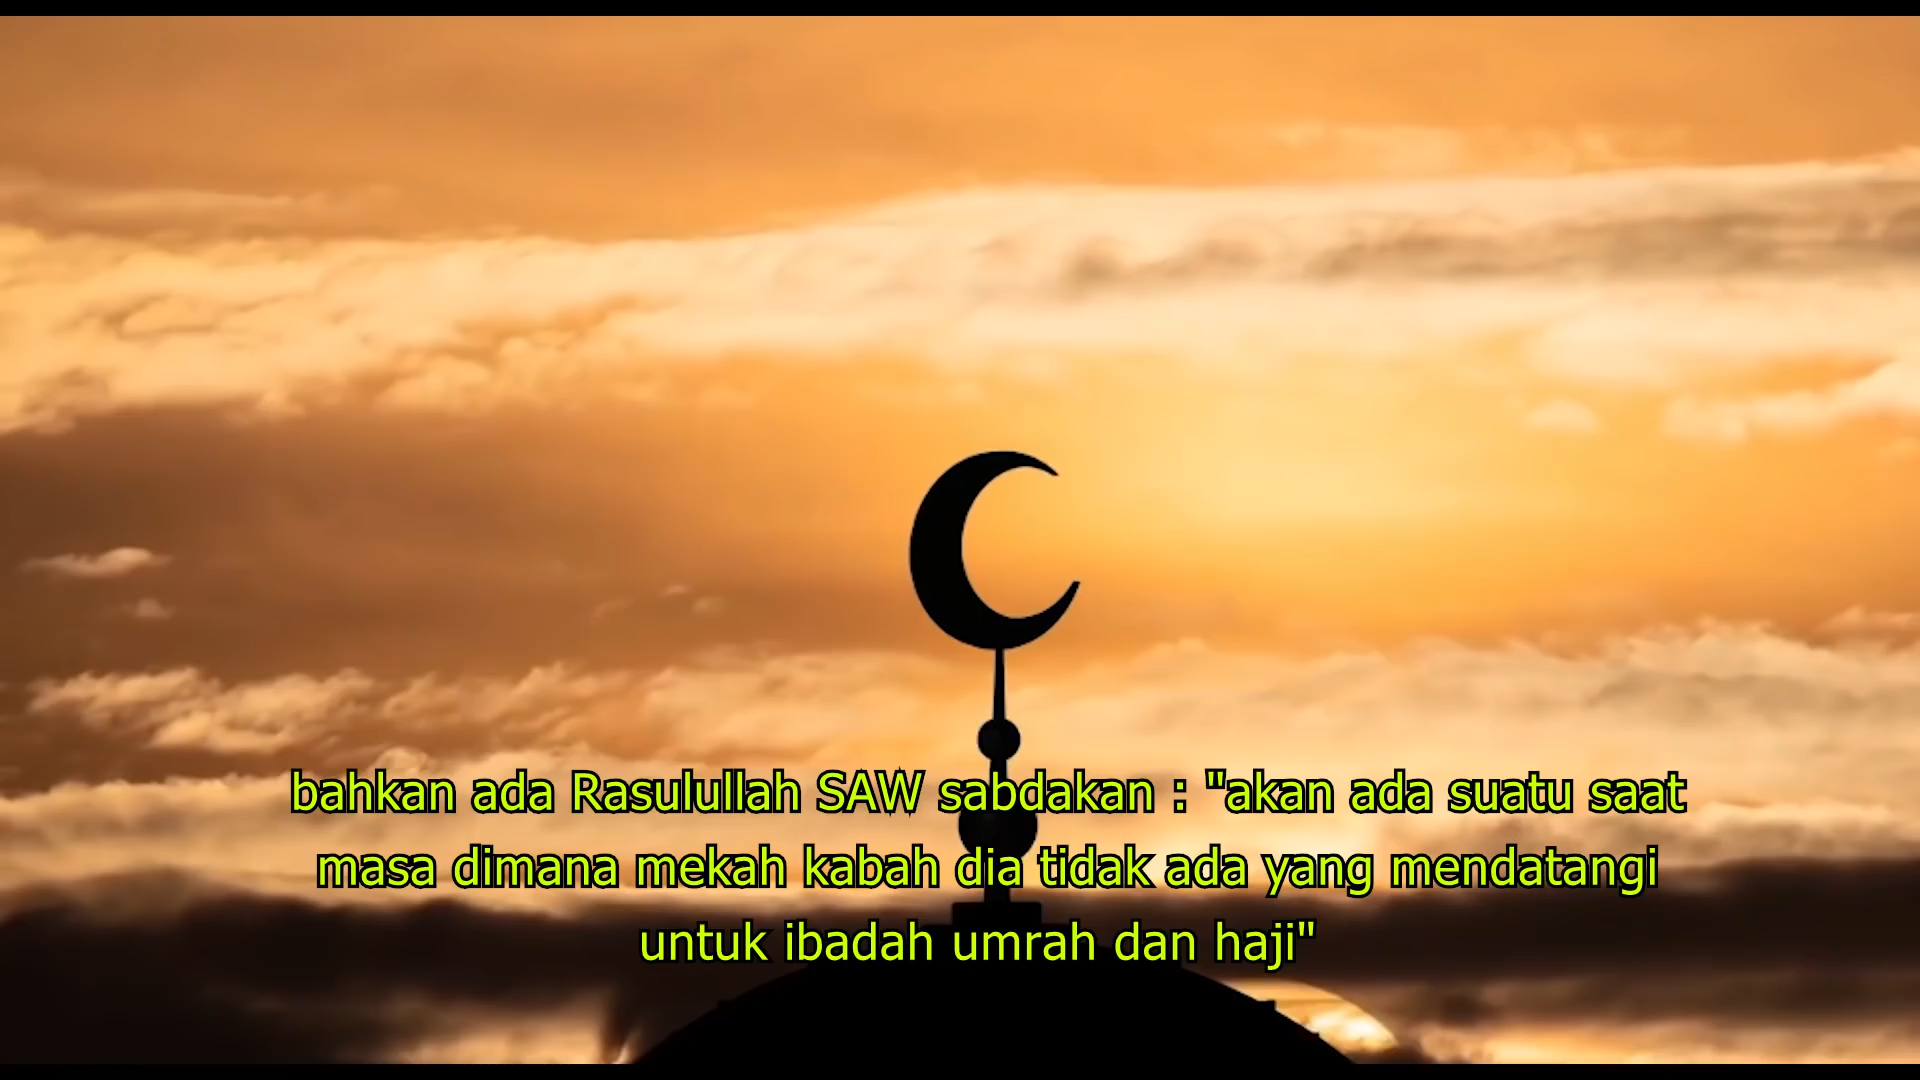 bahkan ada Rasulullah SAW sabdakan : "akan ada suatu saat
masa dimana mekah kabah dia tidak ada yang mendatangi
untuk ibadah umrah dan haji"